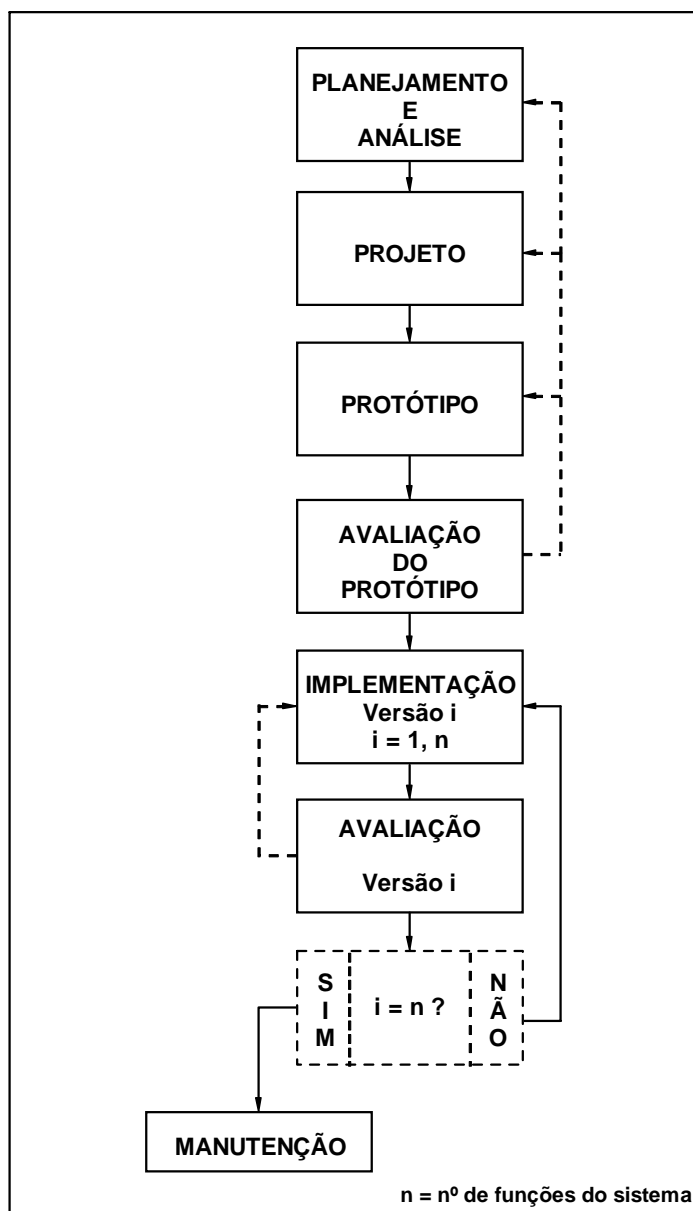 PLANEJAMENTO
E
ANÁLISE
PROJETO
PROTÓTIPO
AVALIAÇÃO
DO
PROTÓTIPO
IMPLEMENTAÇÃO
Versão i
i = 1, n
AVALIAÇÃO
Versão i
S
I
M
i = n ?
N
Ã
O
MANUTENÇÃO
n = nº de funções do sistema